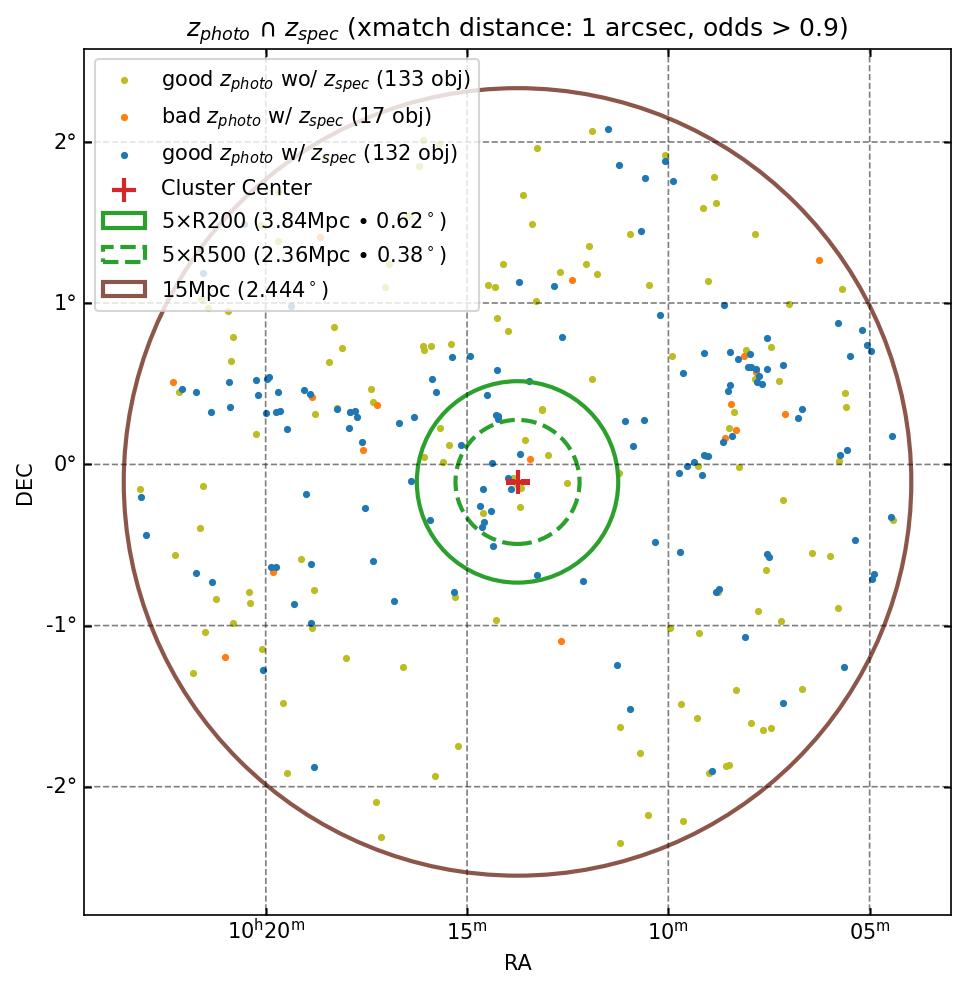 z_photo ∩ z_spec (xmatch distance: 1 arcsec, odds > 0.9)
good z_photo wo/ z_spec (133 obj)
bad z_photo w/ z_spec (17 obj)
good z_photo w/ z_spec (132 obj)
Cluster Center
5×R200 (3.84Mpc • 0.62°)
5×R500 (2.36Mpc • 0.38°)
15Mpc (2.444°)
2°
1°
0°
-1°
-2°
DEC
10ʰ20ᵐ 15ᵐ 10ᵐ 05ᵐ
RA